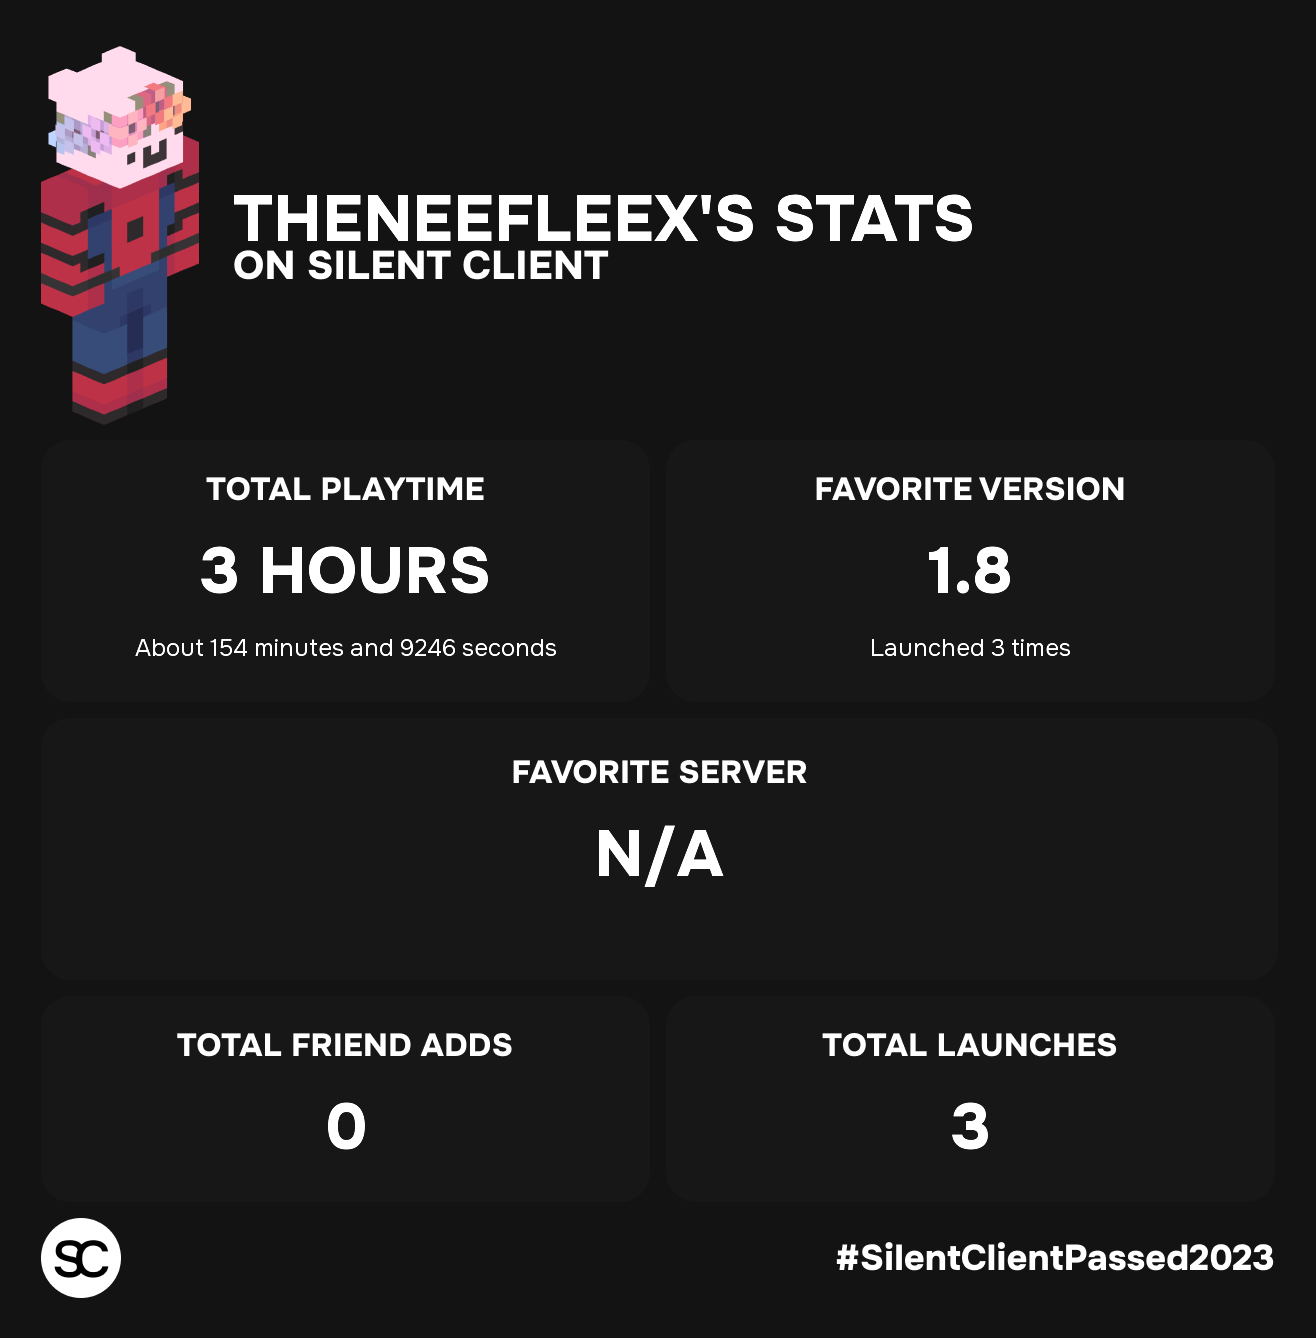 THENEEFLEEX'S STATS
ON SILENT CLIENT
TOTAL PLAYTIME
3 HOURS
About 154 minutes and 9246 seconds
FAVORITE VERSION
1.8
Launched 3 times
FAVORITE SERVER
N/A
TOTAL FRIEND ADDS
0
TOTAL LAUNCHES
3
SC
#SilentClientPassed2023